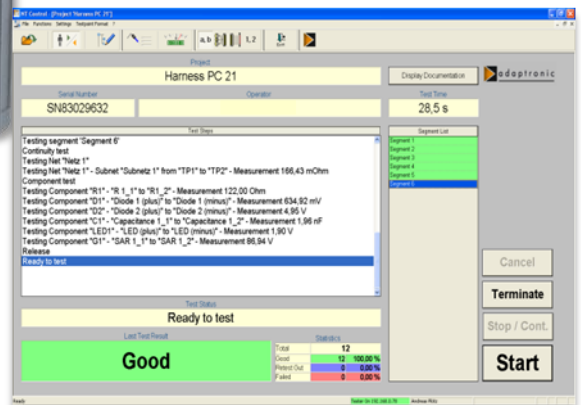 NT Control - [Project 'Harness PC 21']
File Functions Settings Testpoint Format ?
a, b
1, 2
Project
Harness PC 21
Display Documentation
adaptronic
Serial Number
Operator
Test Time
SN83029632
28,5 s
Test Steps
Segment List
Testing segment 'Segment 6'
Continuity test
Testing Net "Netz 1"
Testing Net "Netz 1" - Subnet "Subnetz 1" from "TP1" to "TP2" - Measurement 166,43 mOhm
Component test
Testing Component "R1" - "R 1_1" to "R1_2" - Measurement 122,00 Ohm
Testing Component "D1" - "Diode 1 (plus)" to "Diode 1 (minus)" - Measurement 634,92 mV
Testing Component "D2" - "Diode 2 (plus)" to "Diode 2 (minus)" - Measurement 4,95 V
Testing Component "C1" - "Capacitance 1_1" to "Capacitance 1_2" - Measurement 1,96 nF
Testing Component "LED1" - "LED (plus)" to "LED (minus)" - Measurement 1,90 V
Testing Component "G1" - "SAR 1_1" to "SAR 1_2" - Measurement 86,94 V
Release
Ready to test
Segment 1
Segment 2
Segment 3
Segment 4
Segment 5
Segment 6
Cancel
Terminate
Stop / Cont.
Start
Test Status
Ready to test
Last Test Result
Good
Statistics
Total 12
Good 12 100,00 %
Retest Out 0 0,00 %
Failed 0 0,00 %
Ready